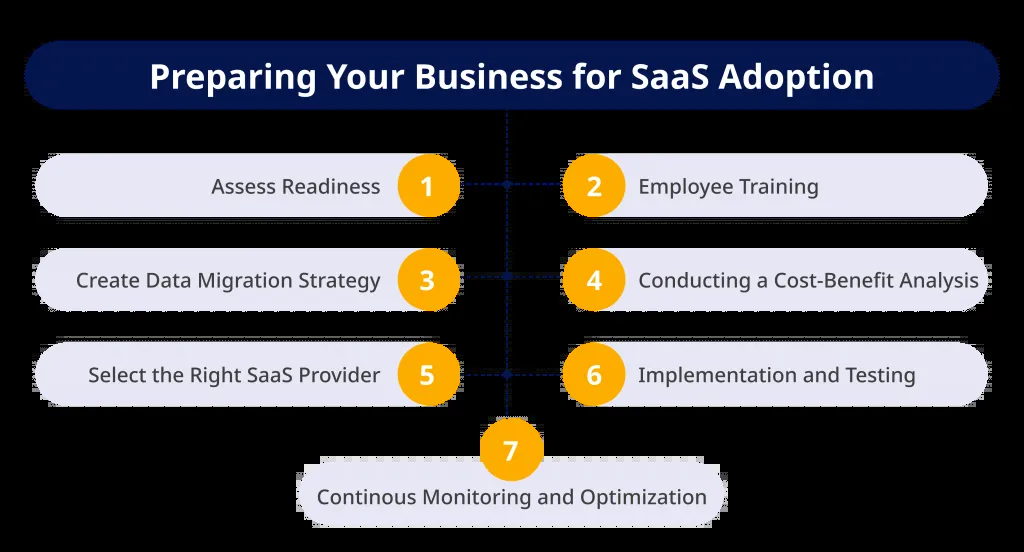 Preparing Your Business for SaaS Adoption
Assess Readiness 1
2 Employee Training
Create Data Migration Strategy 3
4 Conducting a Cost-Benefit Analysis
Select the Right SaaS Provider 5
6 Implementation and Testing
7
Continous Monitoring and Optimization